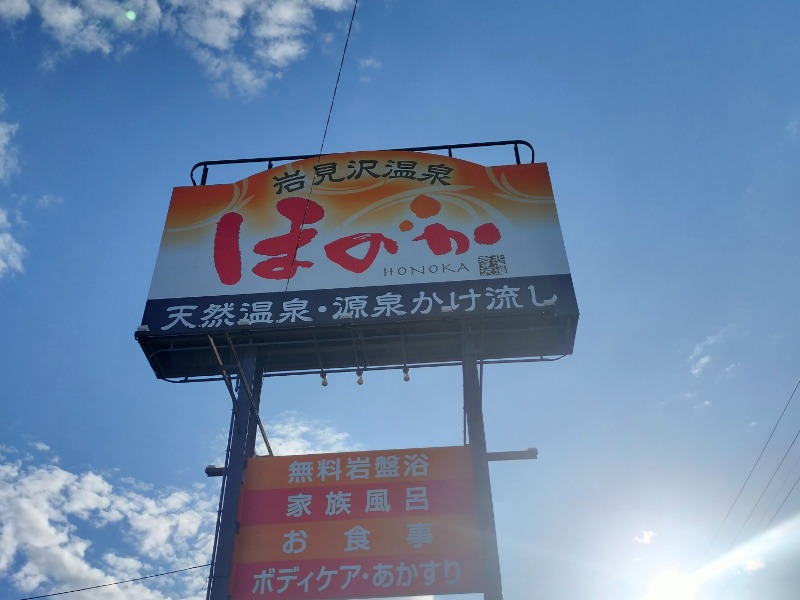 岩見沢温泉
ほのか
HONOKA
天然温泉・源泉かけ流し
無料岩盤浴
家族風呂
お食事
ボディケア・あかすり